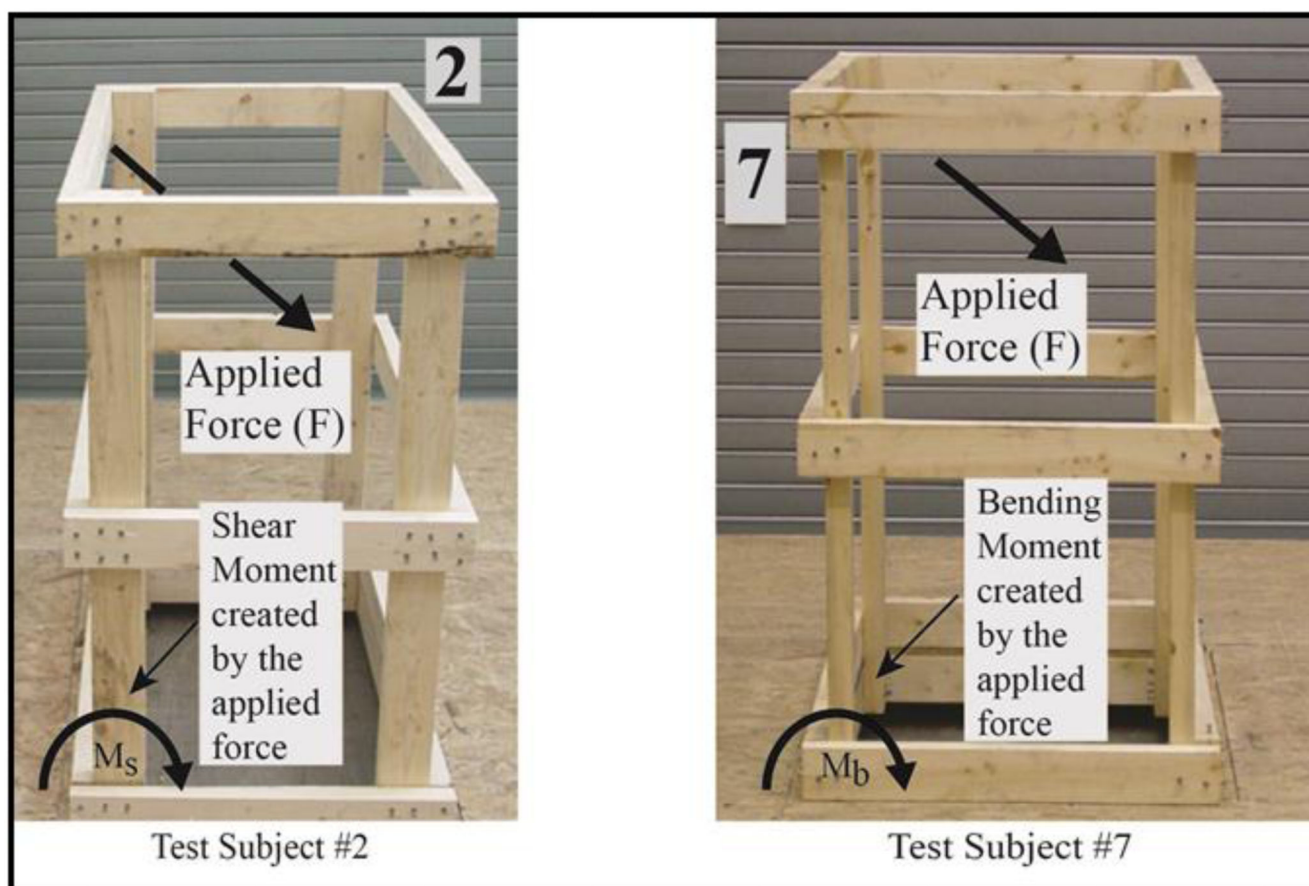 2
Applied
Force (F)
Shear
Moment
created
by the
applied
force
Ms
Test Subject #2
7
Applied
Force (F)
Bending
Moment
created
by the
applied
force
Mb
Test Subject #7